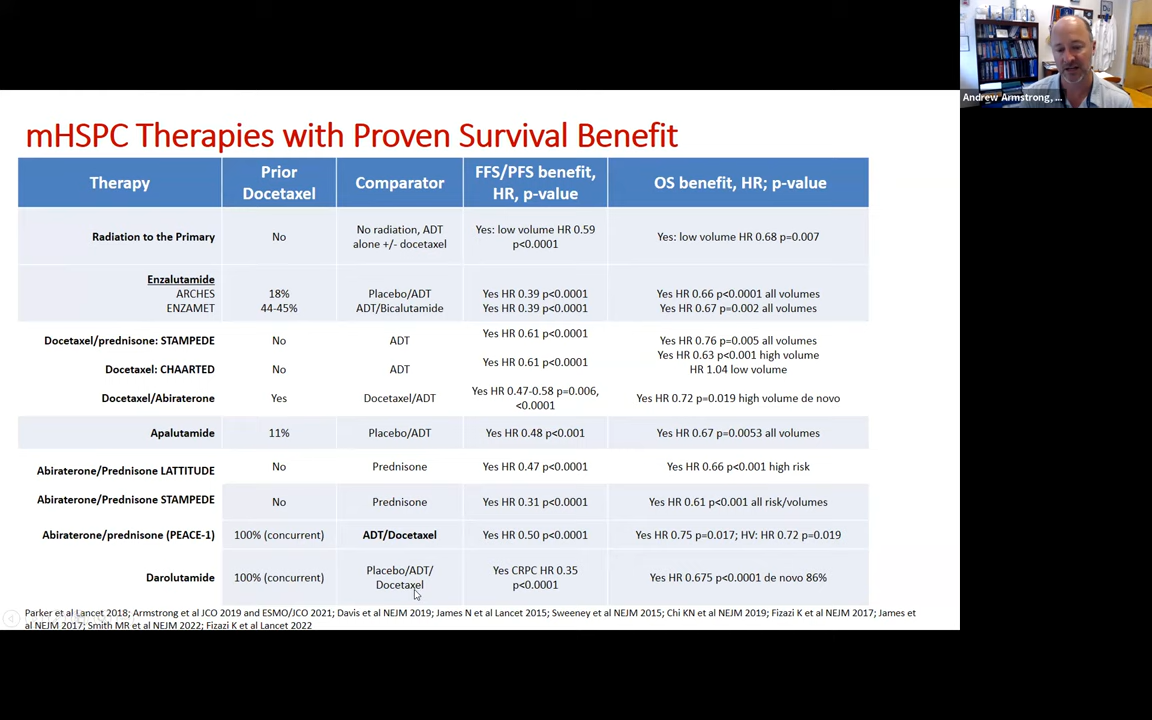 Andrew Armstrong, ...
mHSPC Therapies with Proven Survival Benefit
Therapy
Prior
Docetaxel
Comparator
FFS/PFS benefit,
HR, p-value
OS benefit, HR; p-value
Radiation to the Primary
No
No radiation, ADT
alone +/- docetaxel
Yes: low volume HR 0.59
p<0.0001
Yes: low volume HR 0.68 p=0.007
Enzalutamide
ARCHES
ENZAMET
18%
44-45%
Placebo/ADT
ADT/Bicalutamide
Yes HR 0.39 p<0.0001
Yes HR 0.39 p<0.0001
Yes HR 0.66 p<0.0001 all volumes
Yes HR 0.67 p=0.002 all volumes
Docetaxel/prednisone: STAMPEDE
No
ADT
Yes HR 0.61 p<0.0001
Yes HR 0.76 p=0.005 all volumes
Docetaxel: CHAARTED
No
ADT
Yes HR 0.61 p<0.0001
Yes HR 0.63 p<0.001 high volume
HR 1.04 low volume
Docetaxel/Abiraterone
Yes
Docetaxel/ADT
Yes HR 0.47-0.58 p=0.006,
<0.0001
Yes HR 0.72 p=0.019 high volume de novo
Apalutamide
11%
Placebo/ADT
Yes HR 0.48 p<0.001
Yes HR 0.67 p=0.0053 all volumes
Abiraterone/Prednisone LATTITUDE
No
Prednisone
Yes HR 0.47 p<0.0001
Yes HR 0.66 p<0.001 high risk
Abiraterone/Prednisone STAMPEDE
No
Prednisone
Yes HR 0.31 p<0.0001
Yes HR 0.61 p<0.001 all risk/volumes
Abiraterone/prednisone (PEACE-1)
100% (concurrent)
ADT/Docetaxel
Yes HR 0.50 p<0.0001
Yes HR 0.75 p=0.017; HV: HR 0.72 p=0.019
Darolutamide
100% (concurrent)
Placebo/ADT/
Docetaxel
Yes CRPC HR 0.35
p<0.0001
Yes HR 0.675 p<0.0001 de novo 86%
Parker et al Lancet 2018; Armstrong et al JCO 2019 and ESMO/JCO 2021; Davis et al NEJM 2019; James N et al Lancet 2015; Sweeney et al NEJM 2015; Chi KN et al NEJM 2019; Fizazi K et al NEJM 2017; James et
al NEJM 2017; Smith MR et al NEJM 2022; Fizazi K et al Lancet 2022